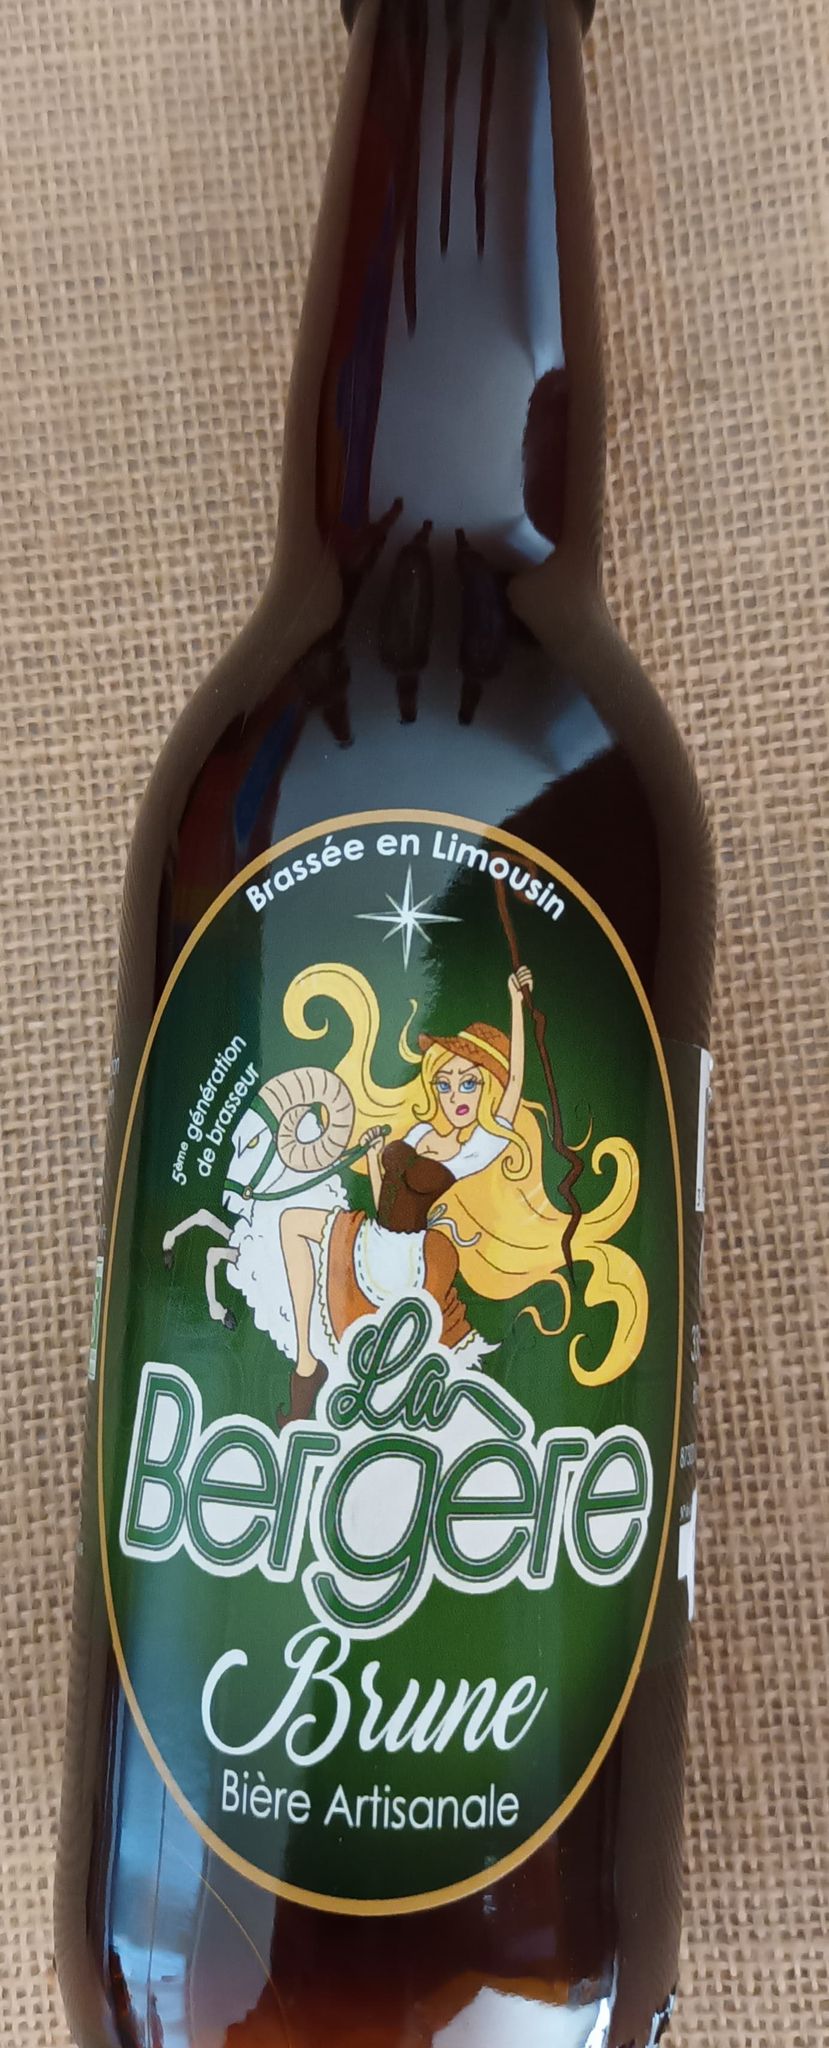 Brassée en Limousin
5ème génération
de brasseur
La
Bergère
Brune
Bière Artisanale